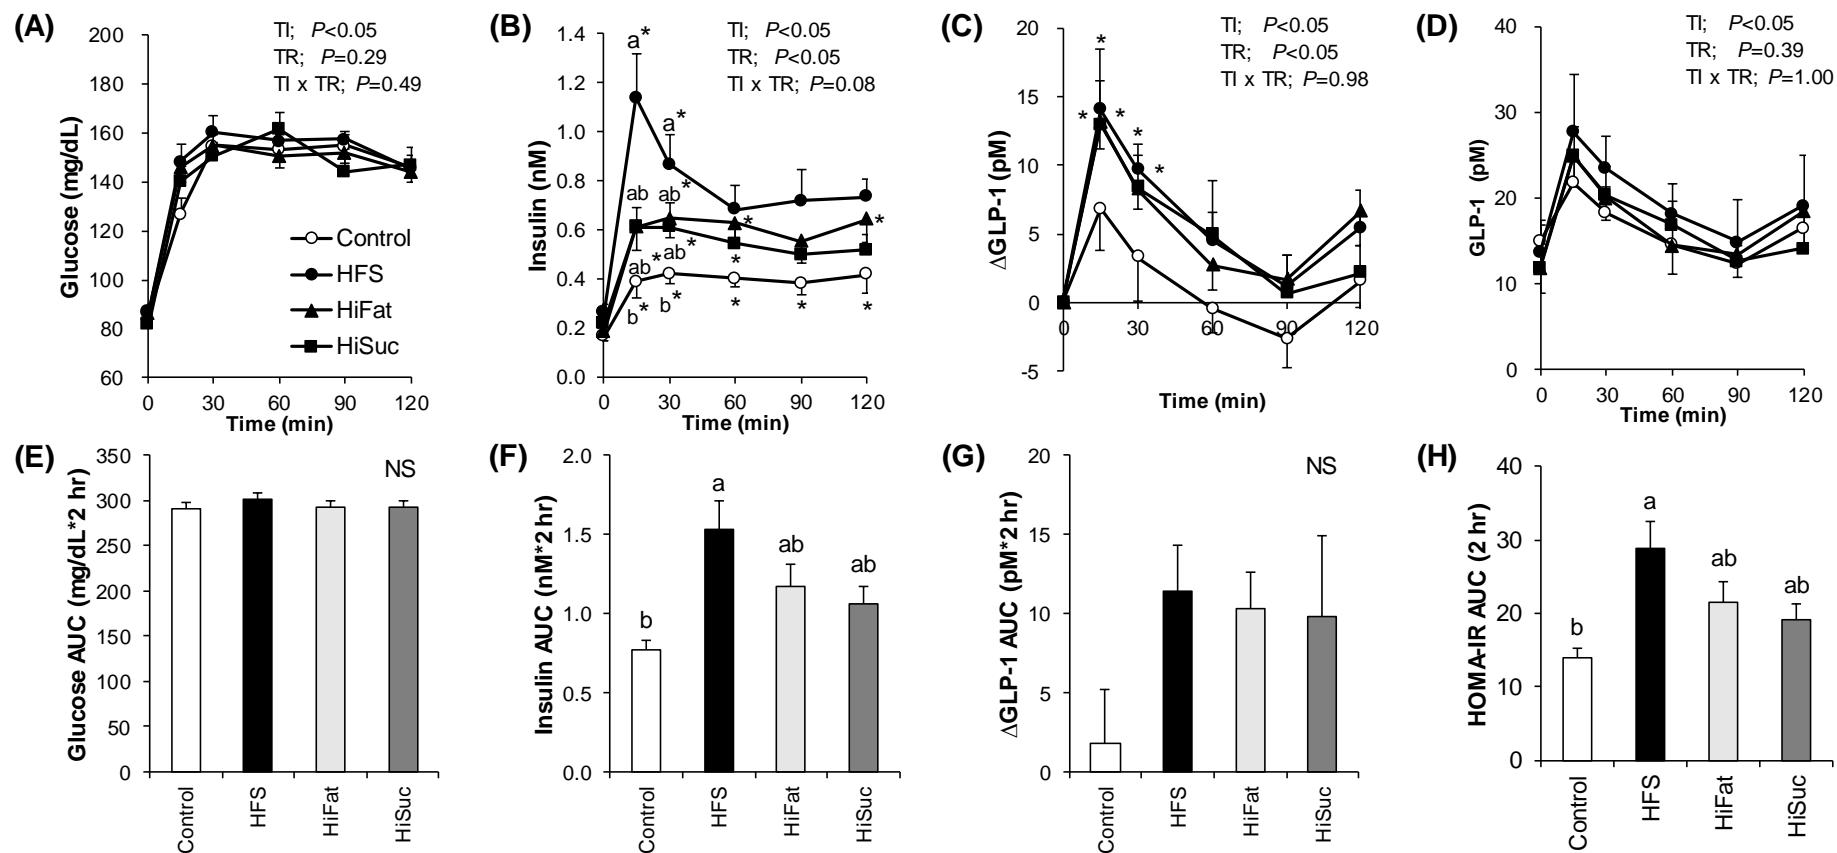 (A)
TI; P<0.05
TR; P=0.29
TI x TR; P=0.49
200
180
160
140
120
100
80
60
Glucose (mg/dL)
Control
HFS
HiFat
HiSuc
0 30 60 90 120
Time (min)
(B)
TI; P<0.05
TR; P<0.05
TI x TR; P=0.08
1.4
1.2
1.0
0.8
0.6
0.4
0.2
0.0
Insulin (nM)
a*
a*
ab
ab*
*
*
ab*
ab*
*
b*
b*
*
*
*
0 30 60 90 120
Time (min)
(C)
TI; P<0.05
TR; P<0.05
TI x TR; P=0.98
20
15
10
5
0
-5
ΔGLP-1 (pM)
*
* *
*
*
0 30 60 90 120
Time (min)
(D)
TI; P<0.05
TR; P=0.39
TI x TR; P=1.00
40
30
20
10
0
GLP-1 (pM)
0 30 60 90 120
Time (min)
(E)
NS
350
300
250
200
150
100
50
0
Glucose AUC (mg/dL*2 hr)
Control
HFS
HiFat
HiSuc
(F)
2.0
1.5
1.0
0.5
0.0
Insulin AUC (nM*2 hr)
b
a
ab
ab
Control
HFS
HiFat
HiSuc
(G)
NS
20
15
10
5
0
ΔGLP-1 AUC (pM*2 hr)
Control
HFS
HiFat
HiSuc
(H)
40
30
20
10
0
HOMA-IR AUC (2 hr)
b
a
ab
ab
Control
HFS
HiFat
HiSuc